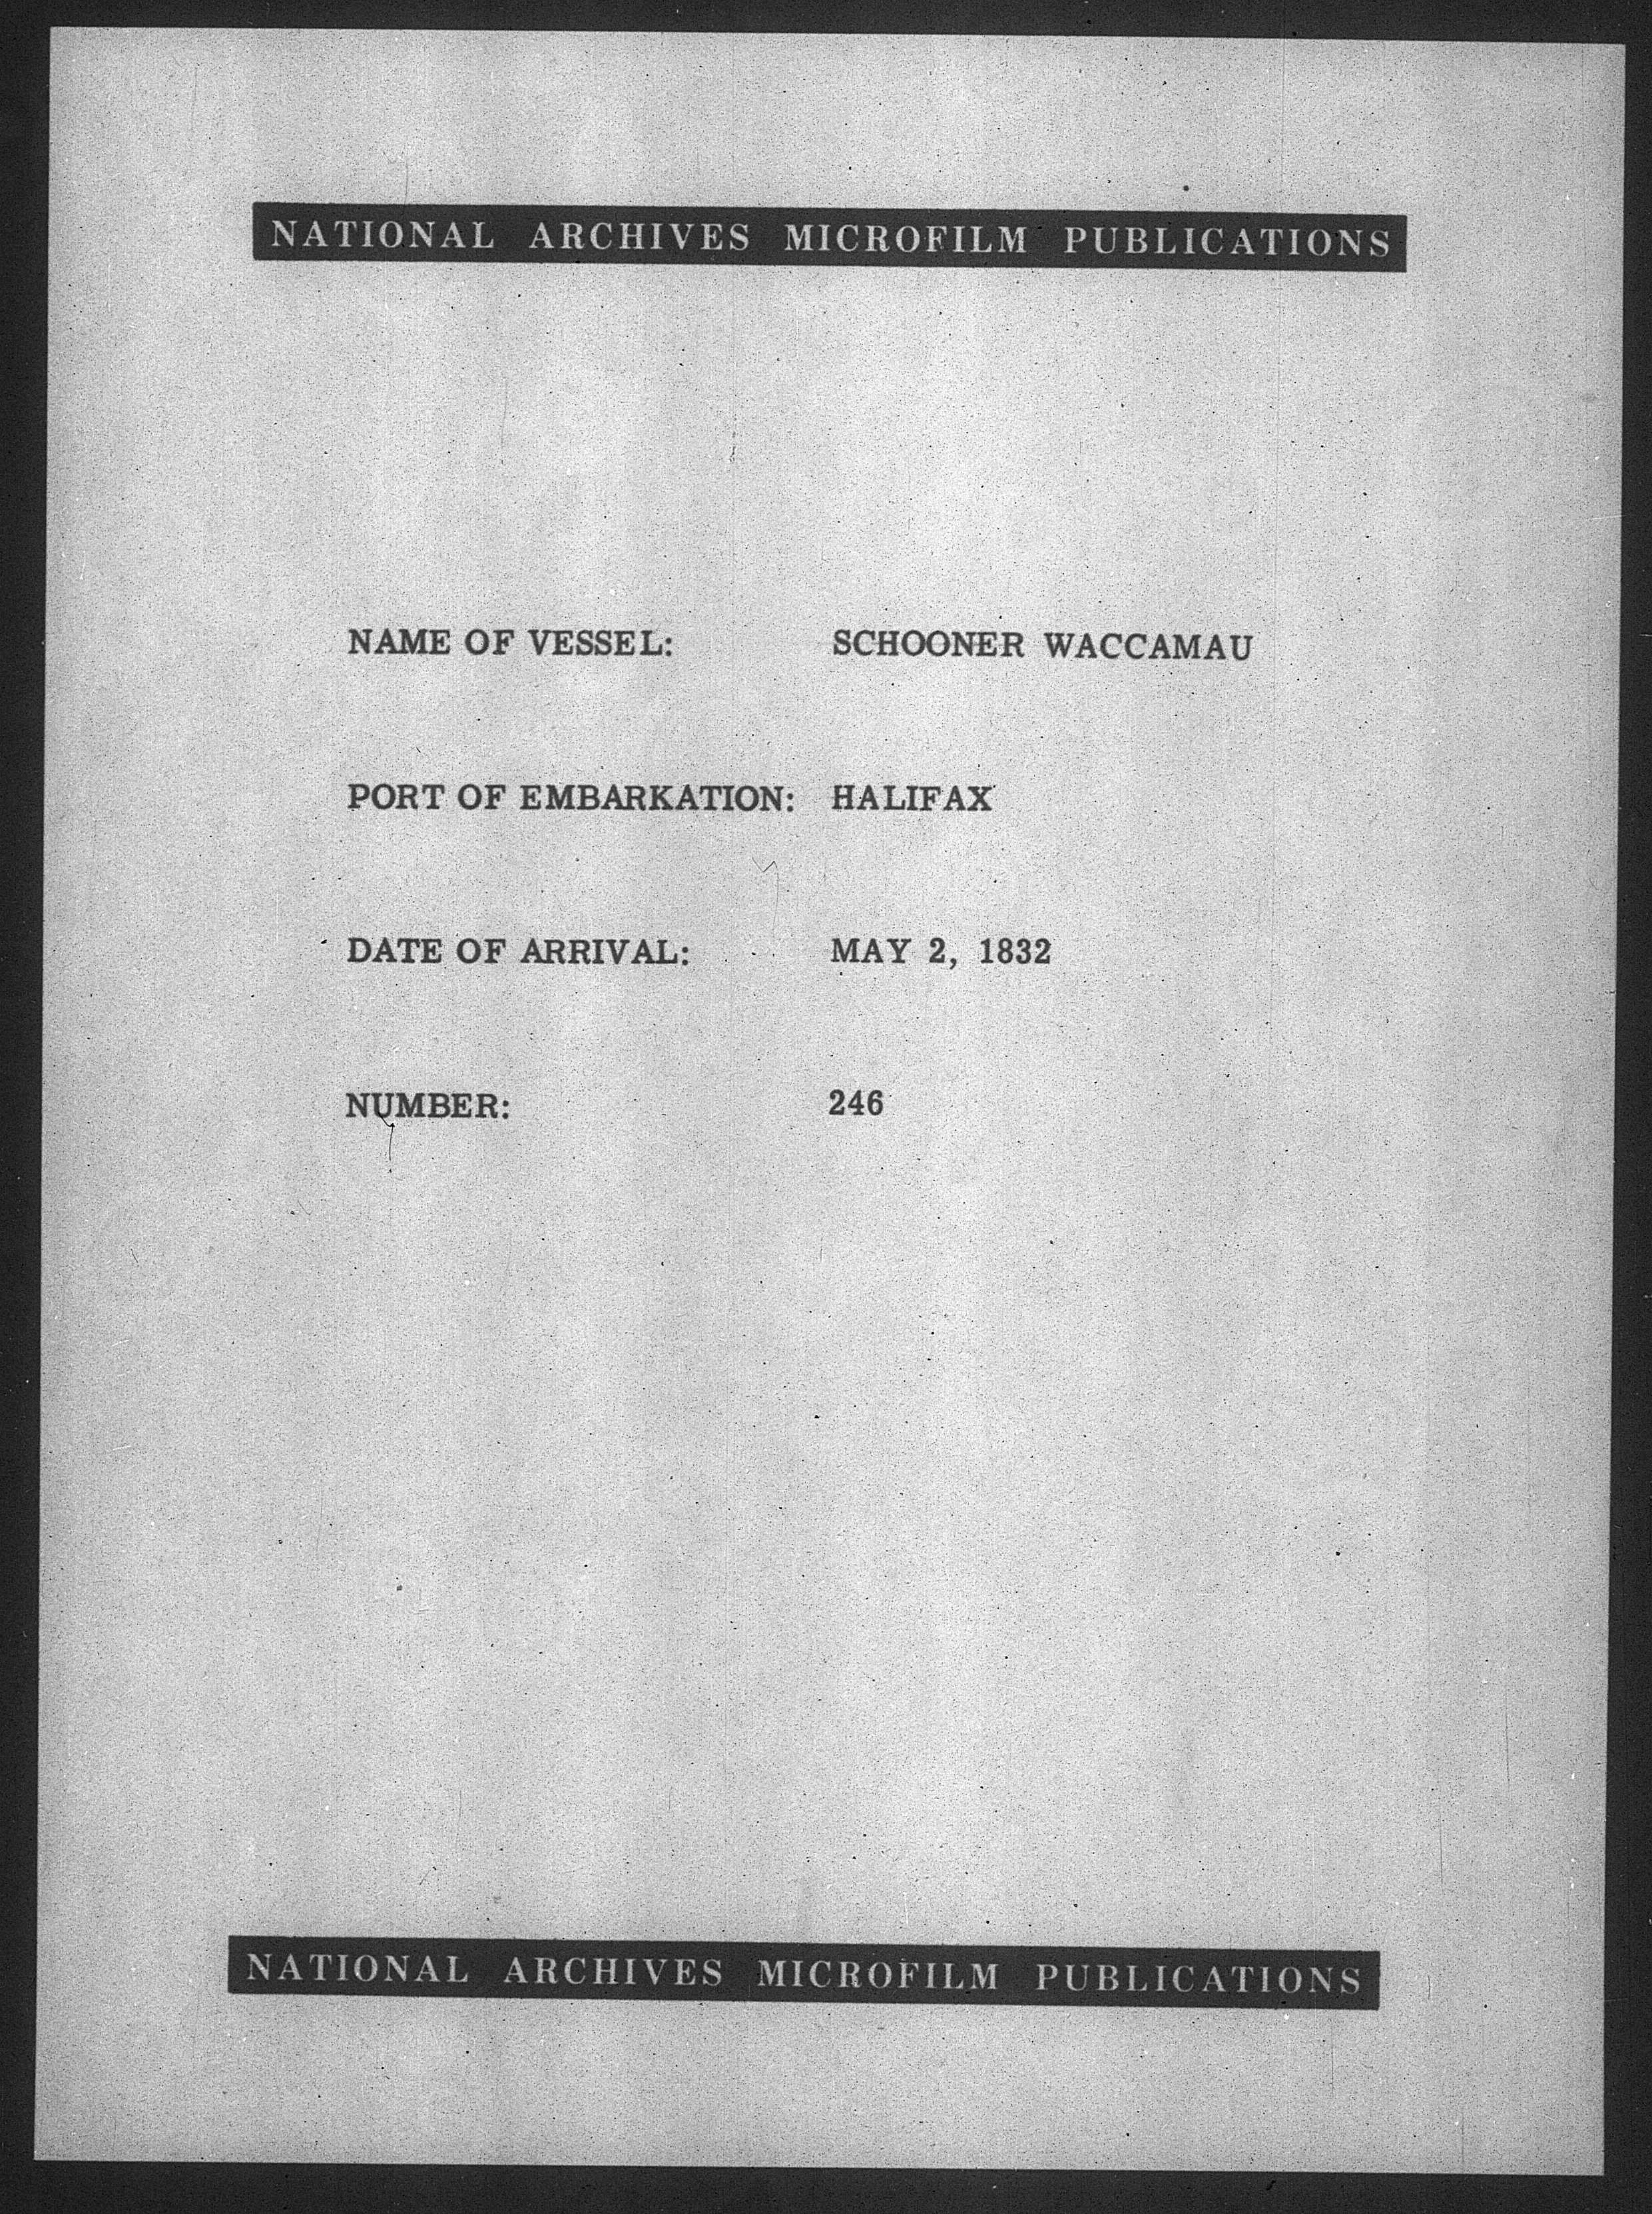 NATIONAL ARCHIVES MICROFILM PUBLICATIONS
NAME OF VESSEL: SCHOONER WACCAMAU
PORT OF EMBARKATION: HALIFAX
DATE OF ARRIVAL: MAY 2, 1832
NUMBER: 246
NATIONAL ARCHIVES MICROFILM PUBLICATIONS